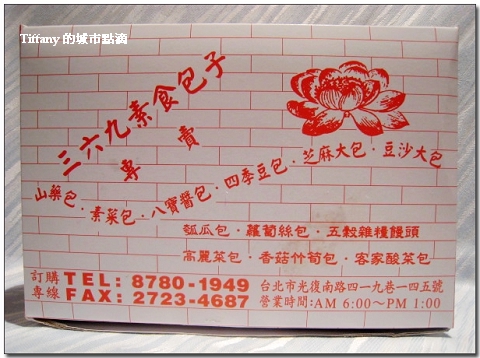 Tiffany 的城市點滴
三六九素食包子
專賣
山藥包．素菜包．八寶醬包．四季豆包．芝麻大包．豆沙大包
瓠瓜包．蘿蔔絲包．五穀雜糧饅頭
高麗菜包．香菇竹筍包．客家酸菜包
訂購專線 TEL: 8780-1949
FAX: 2723-4687
台北市光復南路四一九巷一四五號
營業時間:AM 6:00～PM 1:00